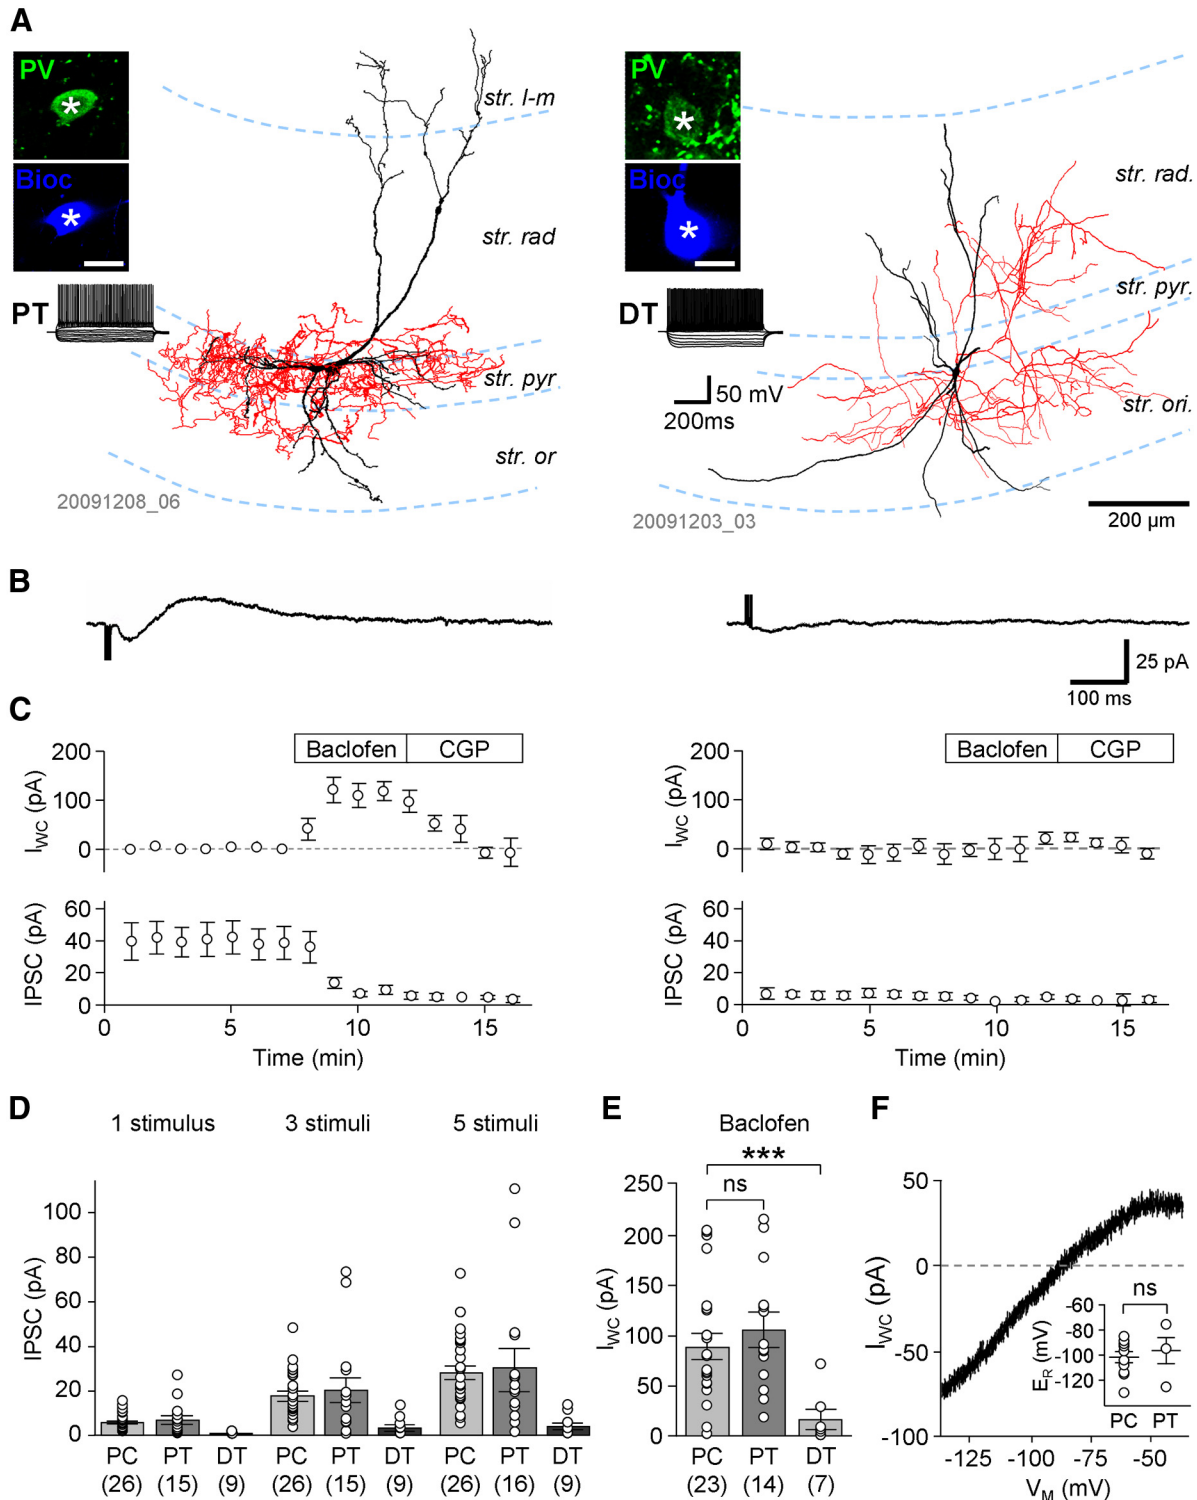 A
PV
Bioc
PT
str. l-m
str. rad
str. pyr
str. or
20091208_06
PV
Bioc
DT
50 mV
200ms
str. rad.
str. pyr.
str. ori.
20091203_03
200 µm
B
25 pA
100 ms
C
Baclofen CGP
200
100
0
I_WC (pA)
60
40
20
0
IPSC (pA)
0 5 10 15
Time (min)
Baclofen CGP
200
100
0
I_WC (pA)
60
40
20
0
IPSC (pA)
0 5 10 15
Time (min)
D
1 stimulus 3 stimuli 5 stimuli
100
80
60
40
20
0
IPSC (pA)
PC PT DT PC PT DT PC PT DT
(26) (15) (9) (26) (15) (9) (26) (16) (9)
E
Baclofen
***
ns
250
200
150
100
50
0
I_WC (pA)
PC PT DT
(23) (14) (7)
F
50
0
-50
-100
I_WC (pA)
-125 -100 -75 -50
V_M (mV)
ns
-60
-80
-100
-120
E_R (mV)
PC PT